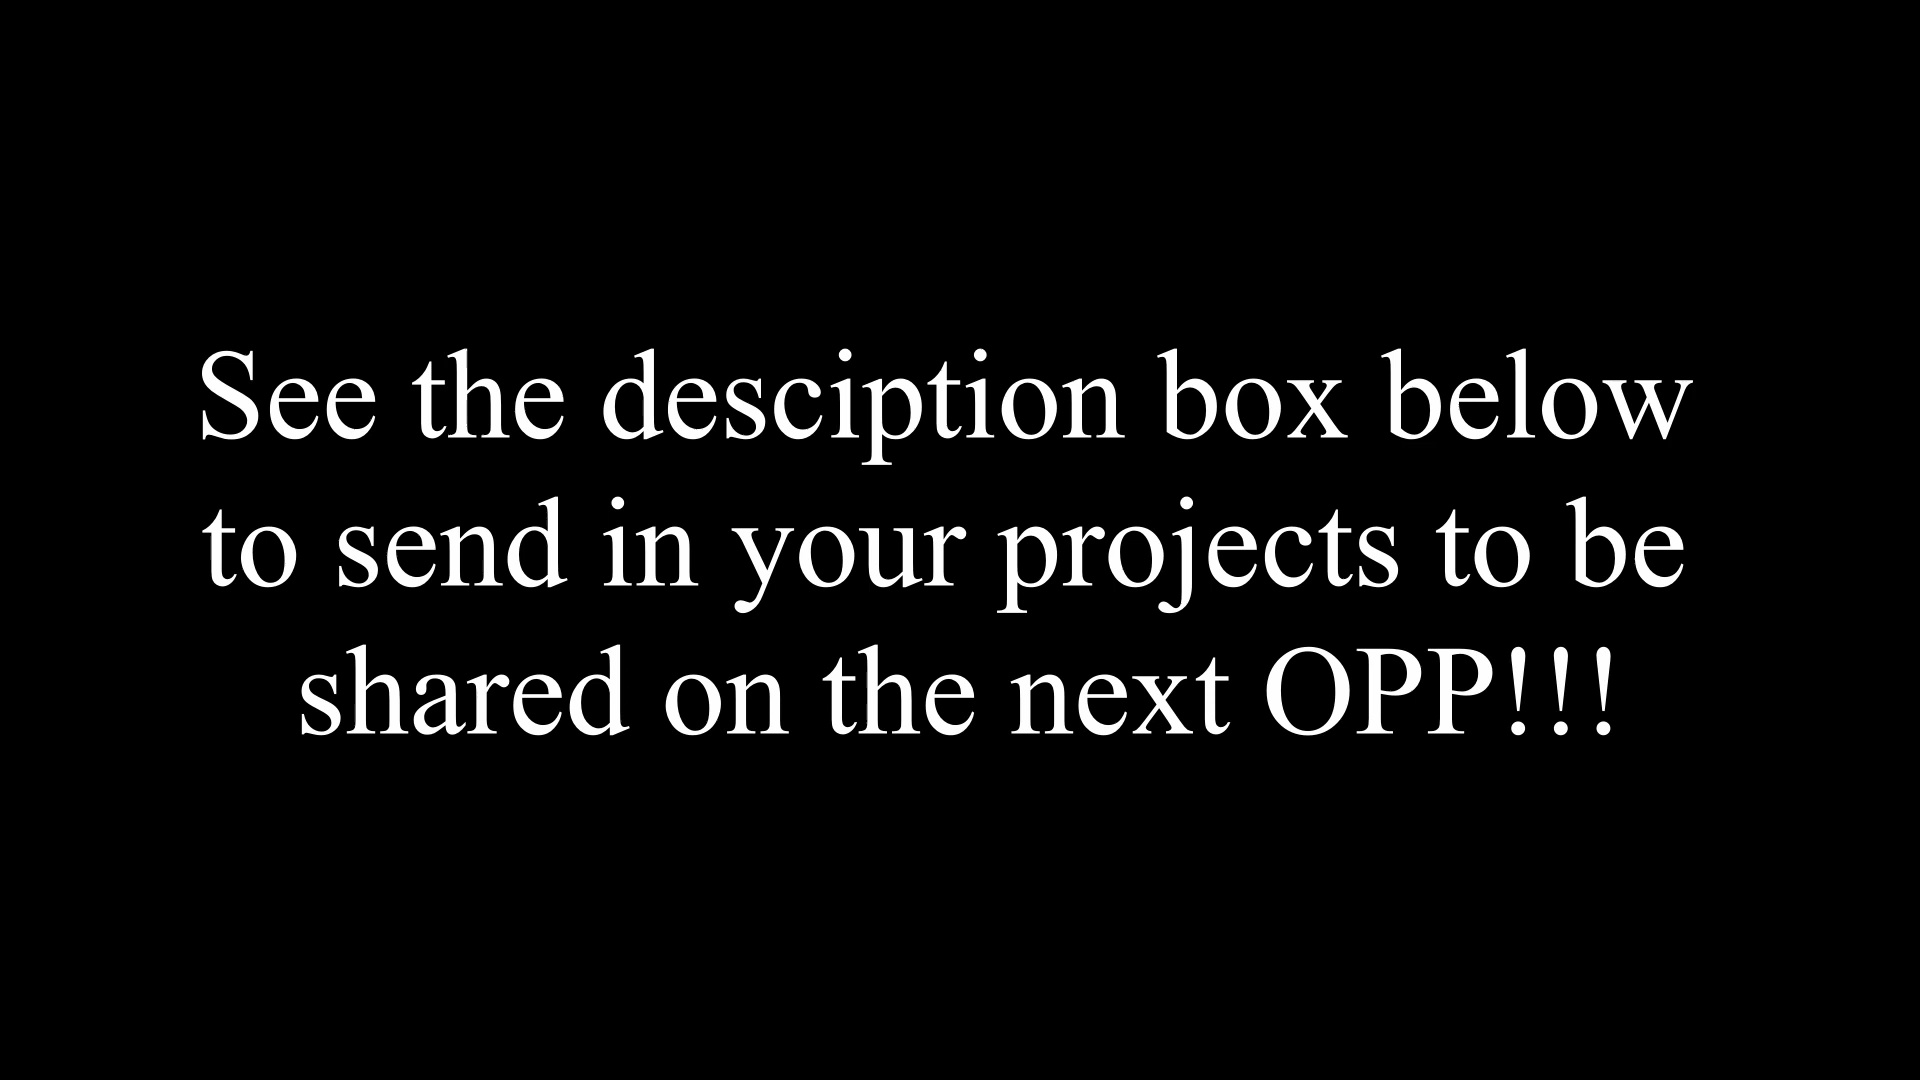 See the desciption box below
to send in your projects to be
shared on the next OPP!!!